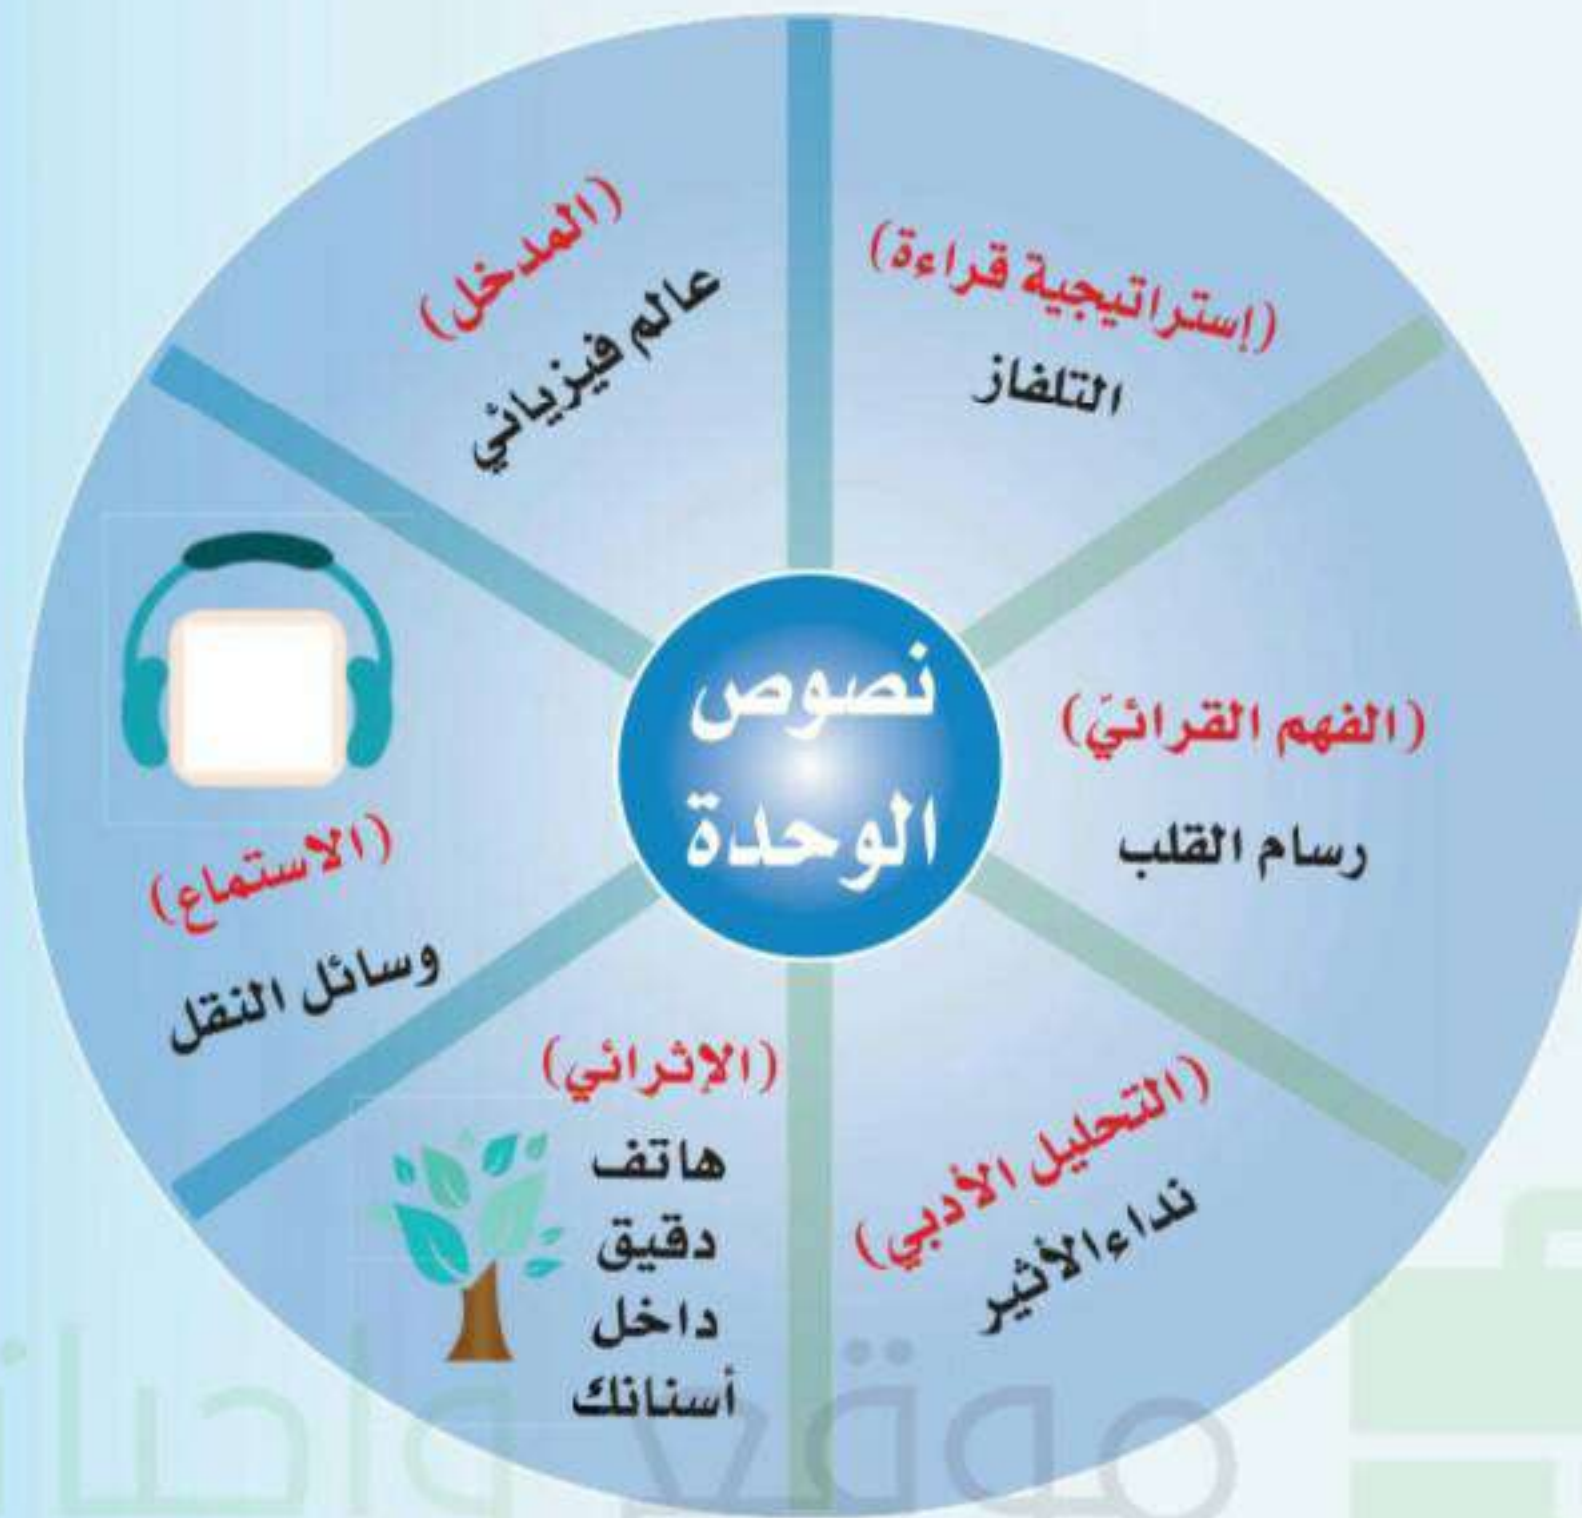 (المدخل)
عالم فيزيائي
(إستراتيجية قراءة)
التلفاز
(الفهم القرائيّ)
رسام القلب
(التحليل الأدبي)
نداء الأثير
(الإثرائي)
هاتف
دقيق
داخل
أسنانك
(الاستماع)
وسائل النقل
نصوص
الوحدة